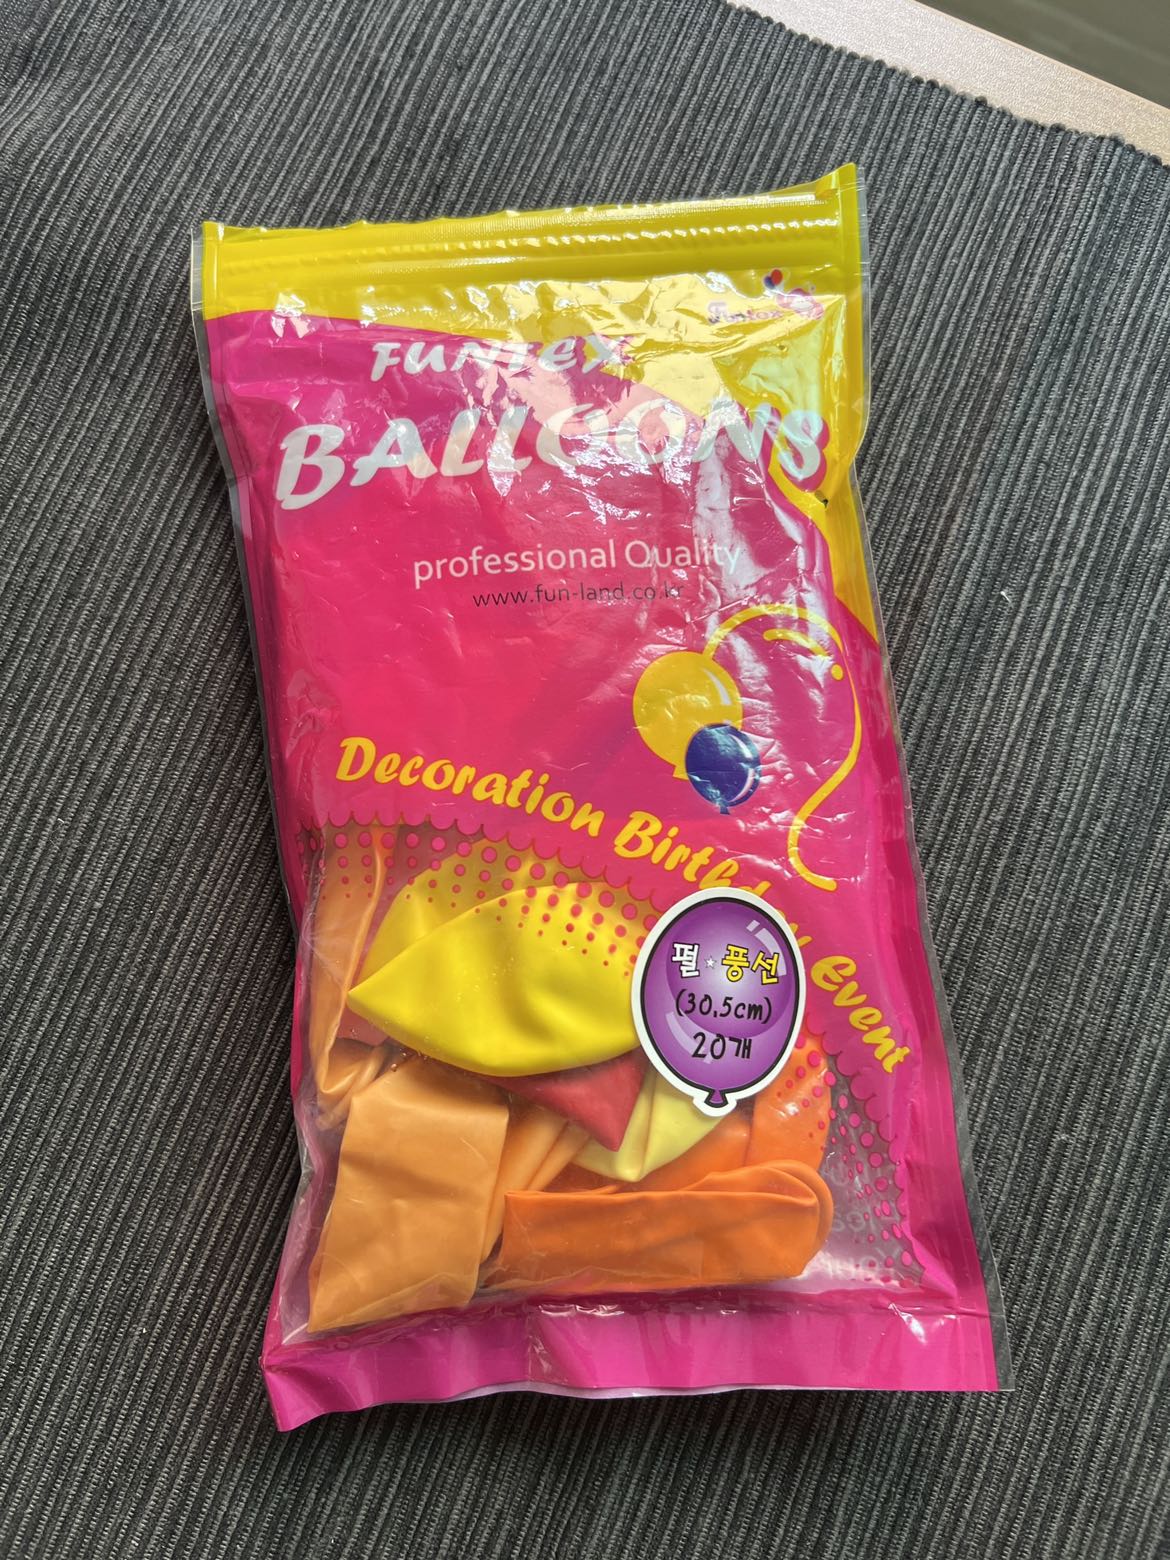 Funtex
FUNTEX
BALLOONS
professional Quality
www.fun-land.co.kr
Decoration Birthday Event
펄☆풍선
(30.5cm)
20개